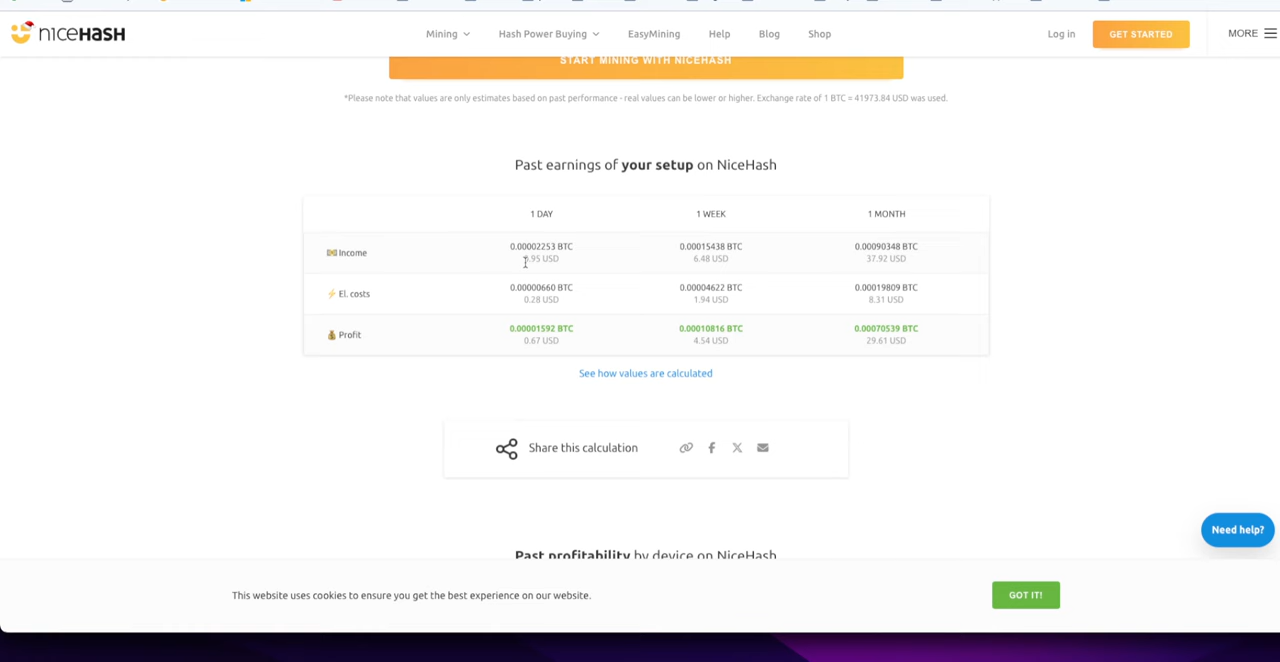 niceHASH
Mining
Hash Power Buying
EasyMining
Help
Blog
Shop
Log in
GET STARTED
MORE
START MINING WITH NICEHASH
*Please note that values are only estimates based on past performance - real values can be lower or higher. Exchange rate of 1 BTC = 41973.84 USD was used.
Past earnings of your setup on NiceHash
1 DAY 1 WEEK 1 MONTH
Income
0.00002253 BTC 0.00015438 BTC 0.00090348 BTC
.95 USD 6.48 USD 37.92 USD
El. costs
0.00000660 BTC 0.00004622 BTC 0.00019809 BTC
0.28 USD 1.94 USD 8.31 USD
Profit
0.00001592 BTC 0.00010816 BTC 0.00070539 BTC
0.67 USD 4.54 USD 29.61 USD
See how values are calculated
Share this calculation
Need help?
Past profitability by device on NiceHash
This website uses cookies to ensure you get the best experience on our website.
GOT IT!